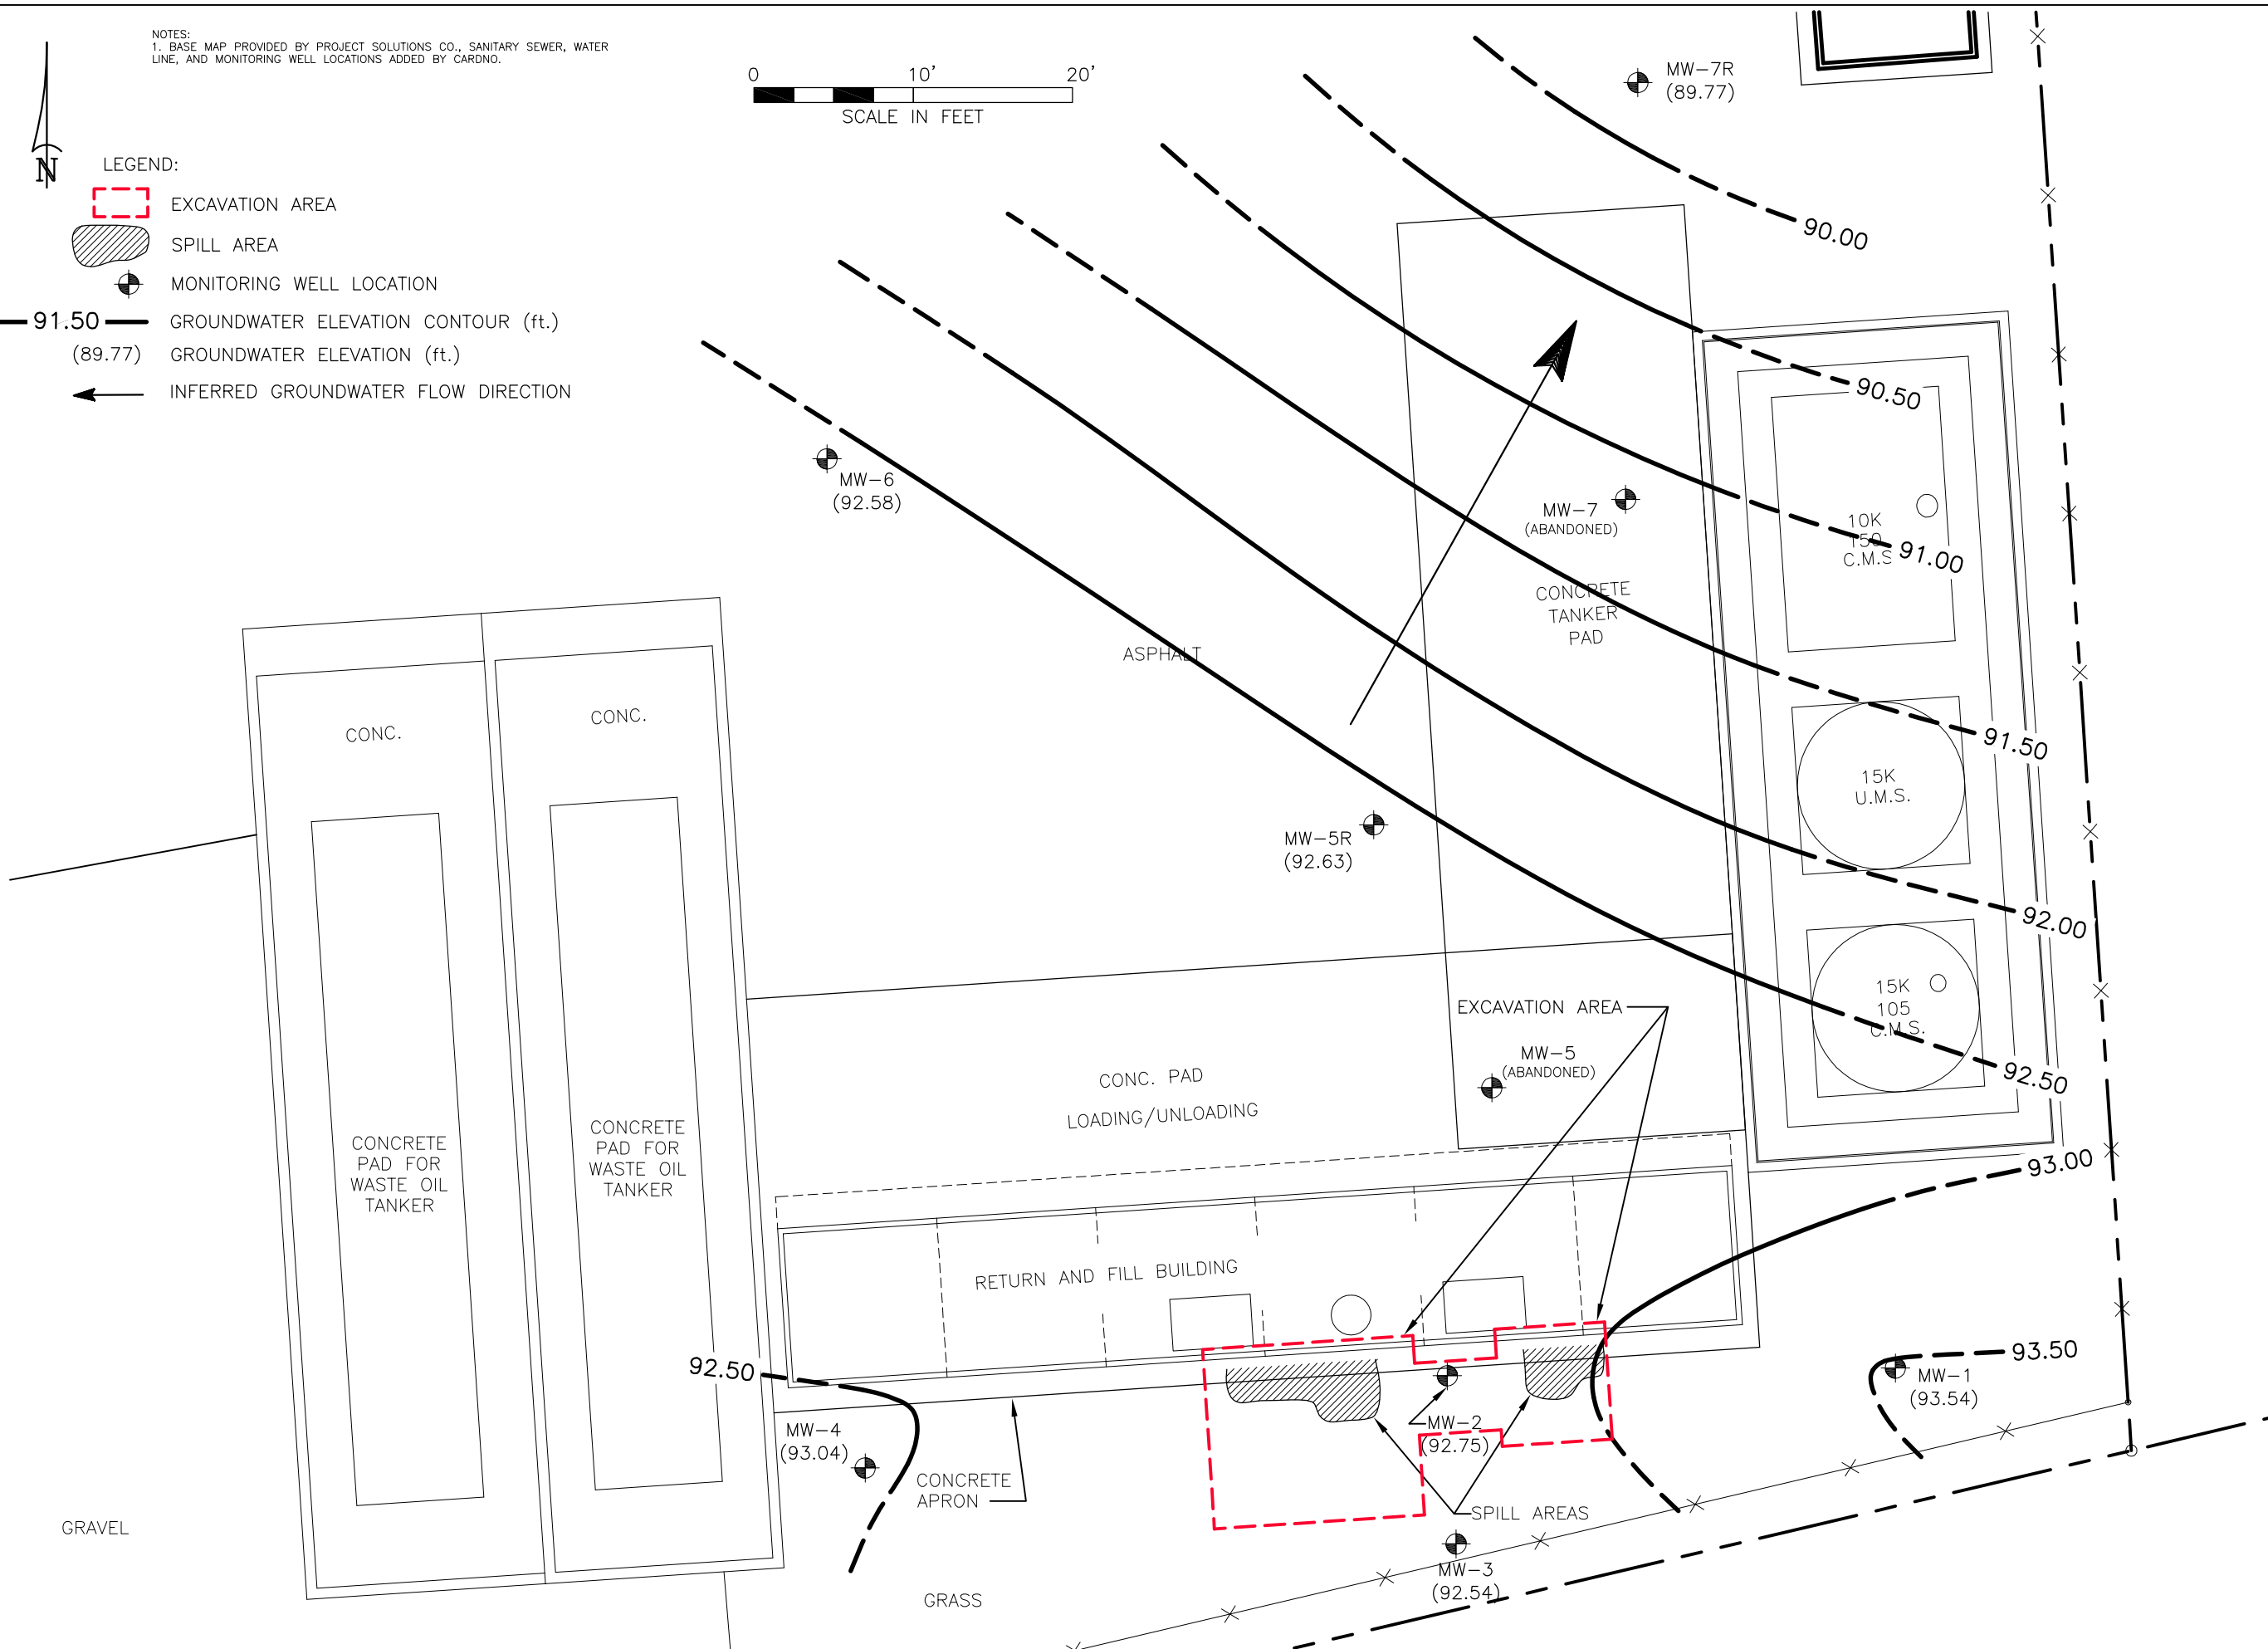 NOTES:
1. BASE MAP PROVIDED BY PROJECT SOLUTIONS CO., SANITARY SEWER, WATER
LINE, AND MONITORING WELL LOCATIONS ADDED BY CARDNO.
0 10' 20'
SCALE IN FEET
N
LEGEND:
EXCAVATION AREA
SPILL AREA
MONITORING WELL LOCATION
91.50 GROUNDWATER ELEVATION CONTOUR (ft.)
(89.77) GROUNDWATER ELEVATION (ft.)
INFERRED GROUNDWATER FLOW DIRECTION
MW-7R
(89.77)
90.00
90.50
MW-6
(92.58)
MW-7
(ABANDONED)
10K
150
C.M.S.
91.00
CONCRETE
TANKER
PAD
ASPHALT
CONC.
CONC.
91.50
15K
U.M.S.
MW-5R
(92.63)
92.00
15K
105
C.M.S.
EXCAVATION AREA
MW-5
(ABANDONED)
92.50
CONC. PAD
LOADING/UNLOADING
CONCRETE
PAD FOR
WASTE OIL
TANKER
CONCRETE
PAD FOR
WASTE OIL
TANKER
93.00
RETURN AND FILL BUILDING
92.50
93.50
MW-1
(93.54)
MW-4
(93.04)
MW-2
(92.75)
CONCRETE
APRON
SPILL AREAS
GRAVEL
MW-3
(92.54)
GRASS